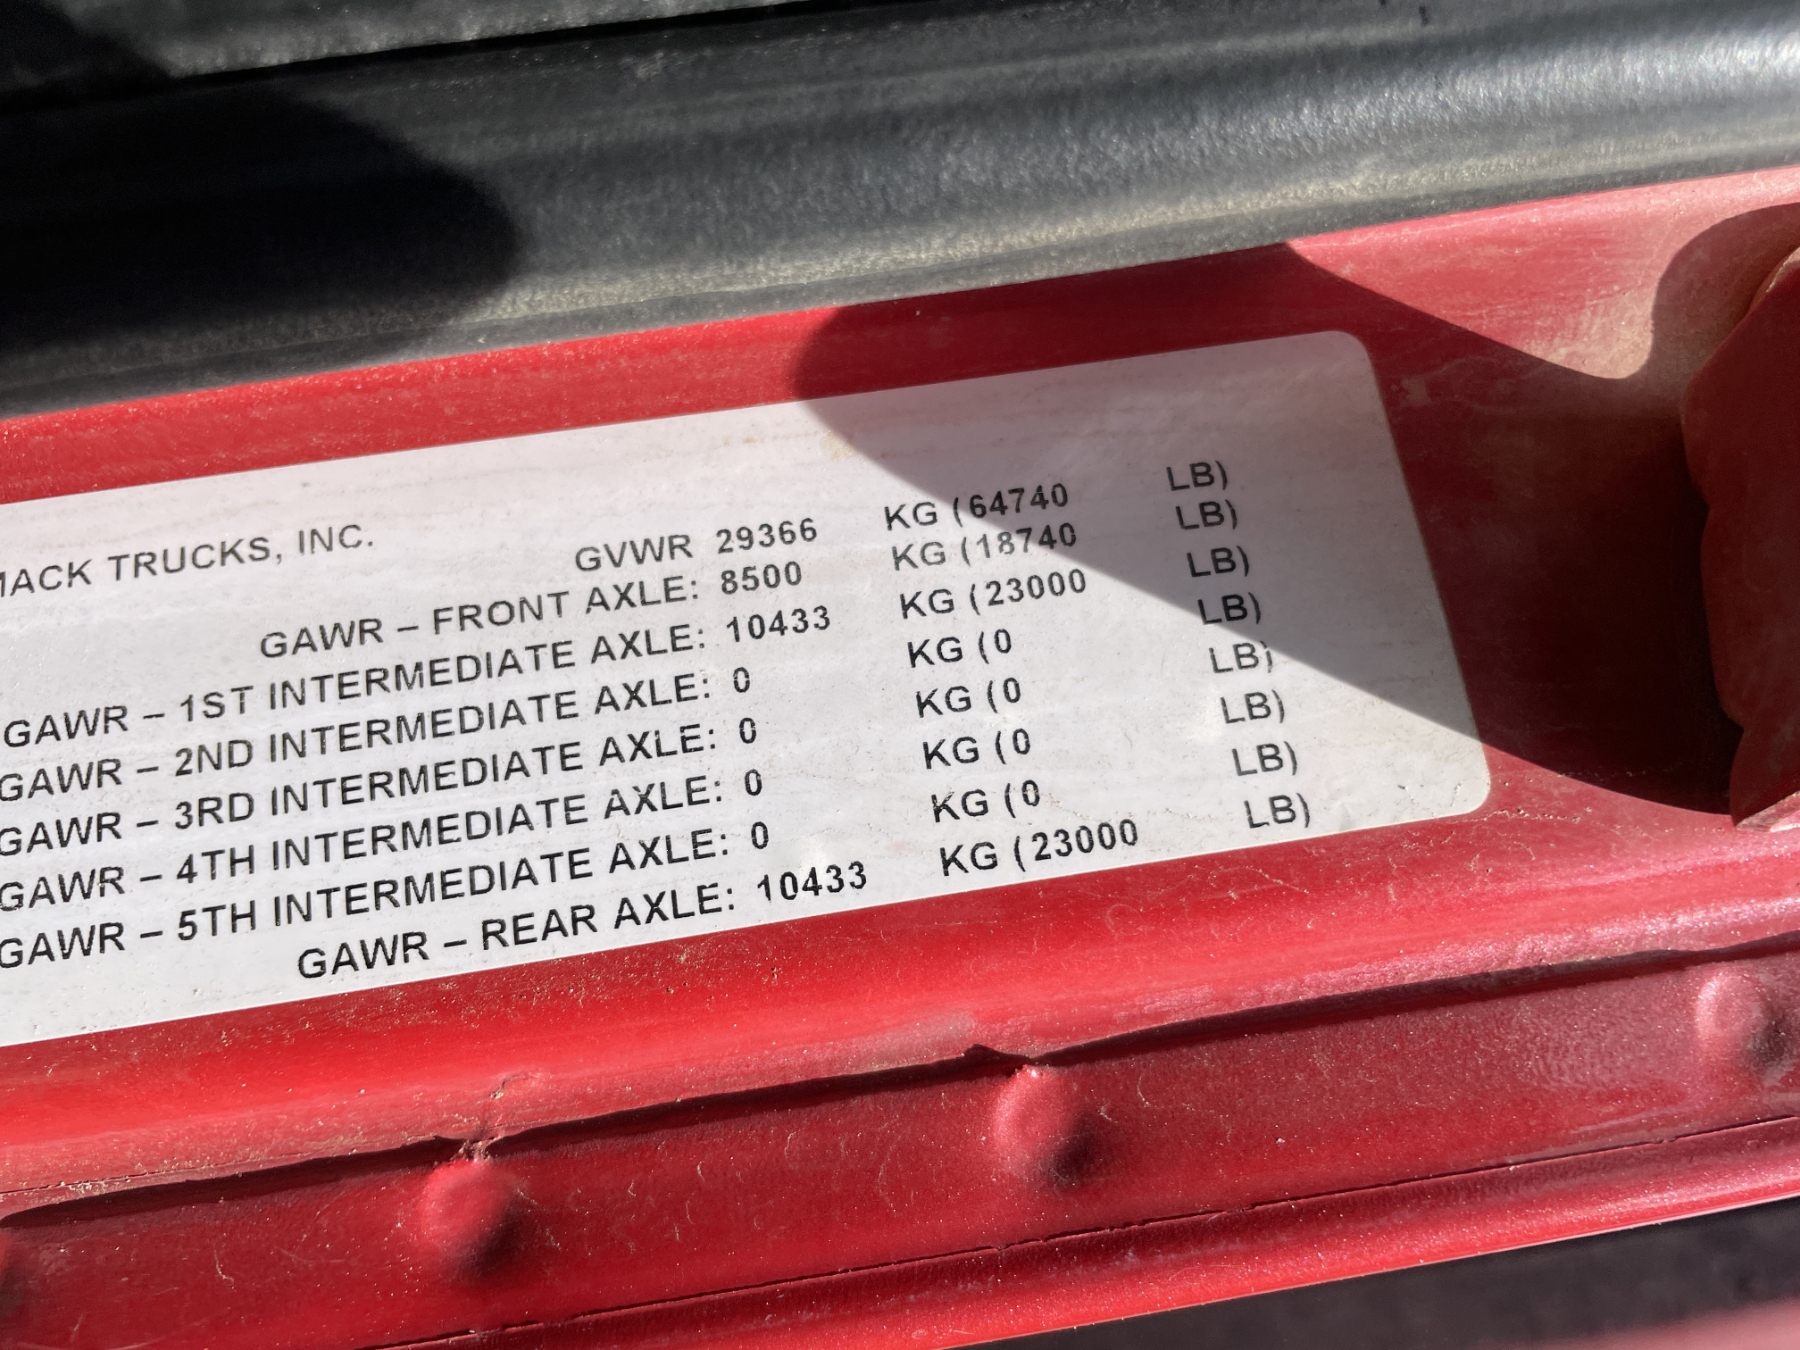 MACK TRUCKS, INC.
GVWR 29366 KG (64740 LB)
GAWR – FRONT AXLE: 8500 KG (18740 LB)
GAWR – 1ST INTERMEDIATE AXLE: 10433 KG (23000 LB)
GAWR – 2ND INTERMEDIATE AXLE: 0 KG (0 LB)
GAWR – 3RD INTERMEDIATE AXLE: 0 KG (0 LB)
GAWR – 4TH INTERMEDIATE AXLE: 0 KG (0 LB)
GAWR – 5TH INTERMEDIATE AXLE: 0 KG (0 LB)
GAWR – REAR AXLE: 10433 KG (23000 LB)